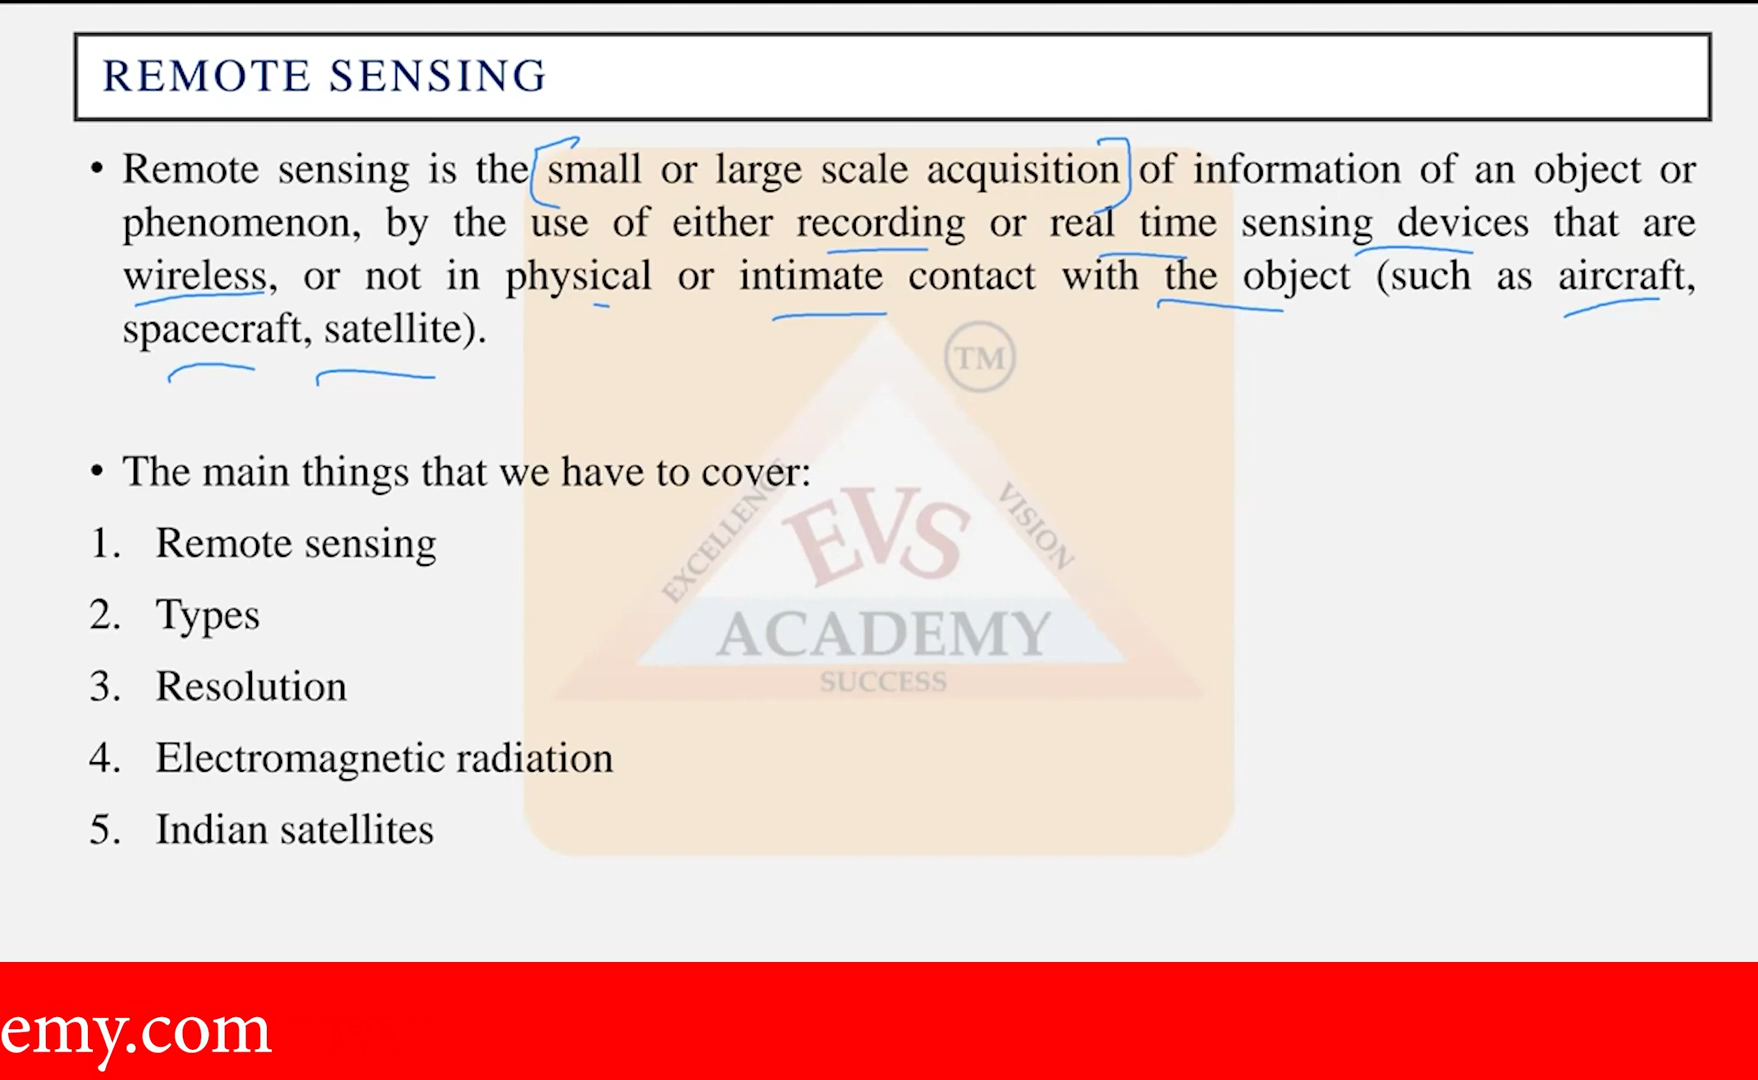 REMOTE SENSING
• Remote sensing is the small or large scale acquisition of information of an object or
phenomenon, by the use of either recording or real time sensing devices that are
wireless, or not in physical or intimate contact with the object (such as aircraft,
spacecraft, satellite).
TM
• The main things that we have to cover:
EXCELLENCE
VISION
EVS
1. Remote sensing
2. Types
ACADEMY
SUCCESS
3. Resolution
4. Electromagnetic radiation
5. Indian satellites
emy.com